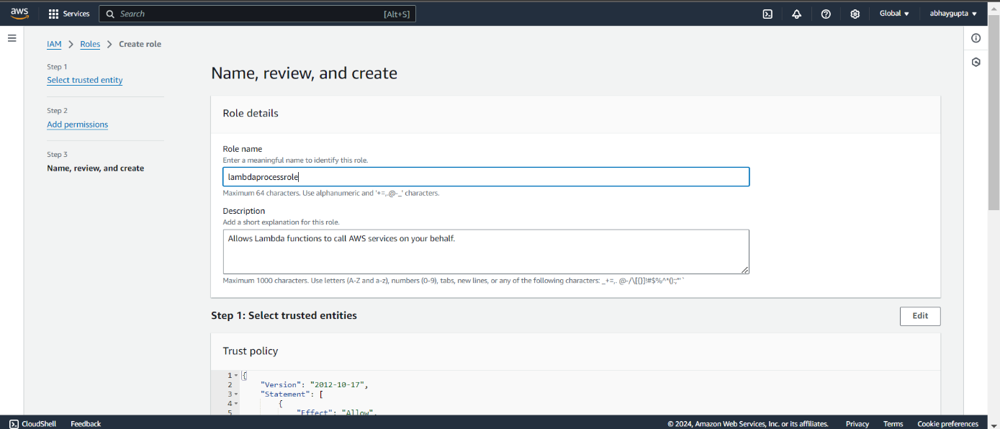 aws Services Search [Alt+S] Global abhaygupta
IAM Roles Create role
Step 1
Select trusted entity
Step 2
Add permissions
Step 3
Name, review, and create
Name, review, and create
Role details
Role name
Enter a meaningful name to identify this role.
lambdaprocessrole
Maximum 64 characters. Use alphanumeric and '+=,.@-_' characters.
Description
Add a short explanation for this role.
Allows Lambda functions to call AWS services on your behalf.
Maximum 1000 characters. Use letters (A-Z and a-z), numbers (0-9), tabs, new lines, or any of the following characters: _+=,. @-/\[{}]!#$%^*();:"'`
Step 1: Select trusted entities Edit
Trust policy
1 {
2 "Version": "2012-10-17",
3 "Statement": [
4 {
5 "Effect": "Allow",
CloudShell Feedback © 2024, Amazon Web Services, Inc. or its affiliates. Privacy Terms Cookie preferences